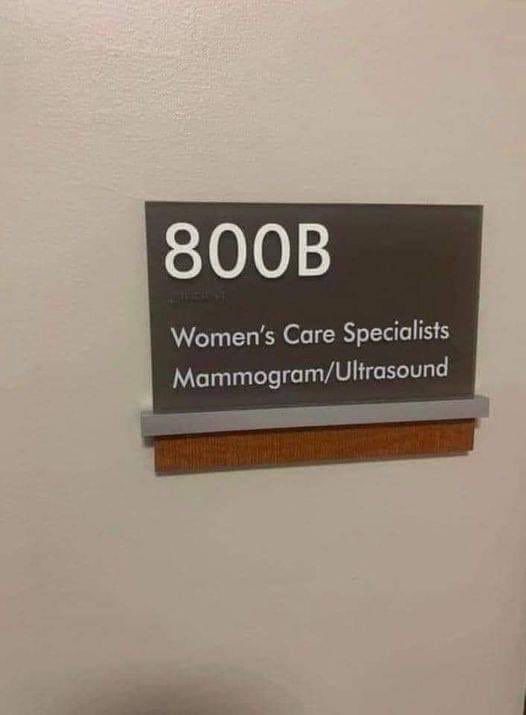 800B
Women's Care Specialists
Mammogram/Ultrasound